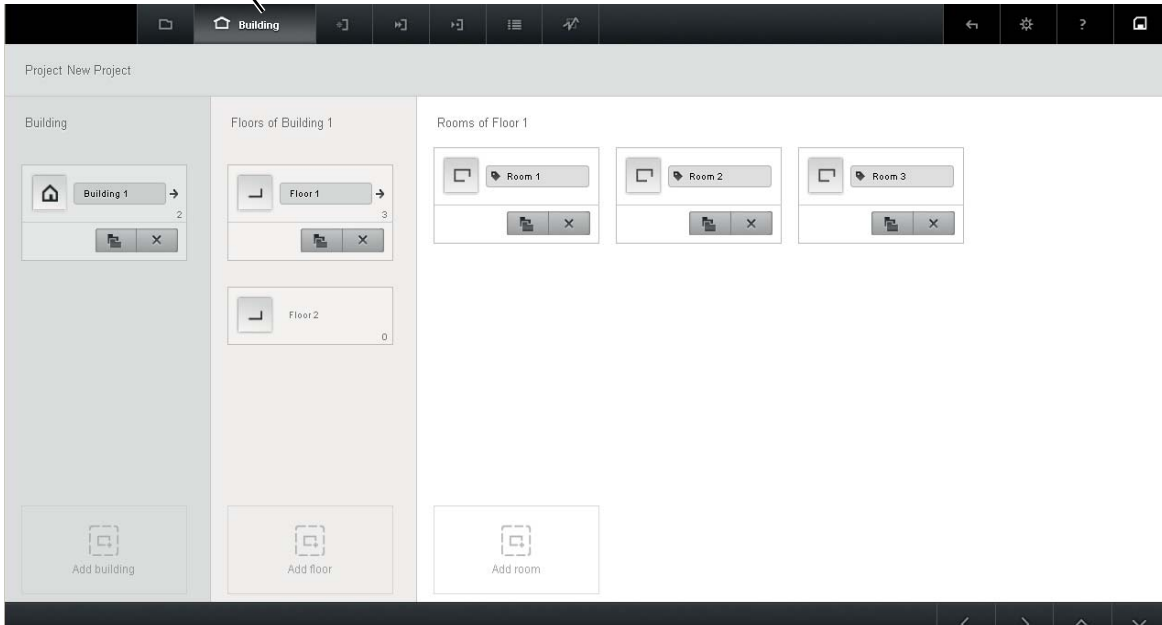 Building
?
Project New Project
Building
Floors of Building 1
Rooms of Floor 1
Building 1
2
Floor 1
3
Room 1
Room 2
Room 3
Floor 2
0
Add building
Add floor
Add room